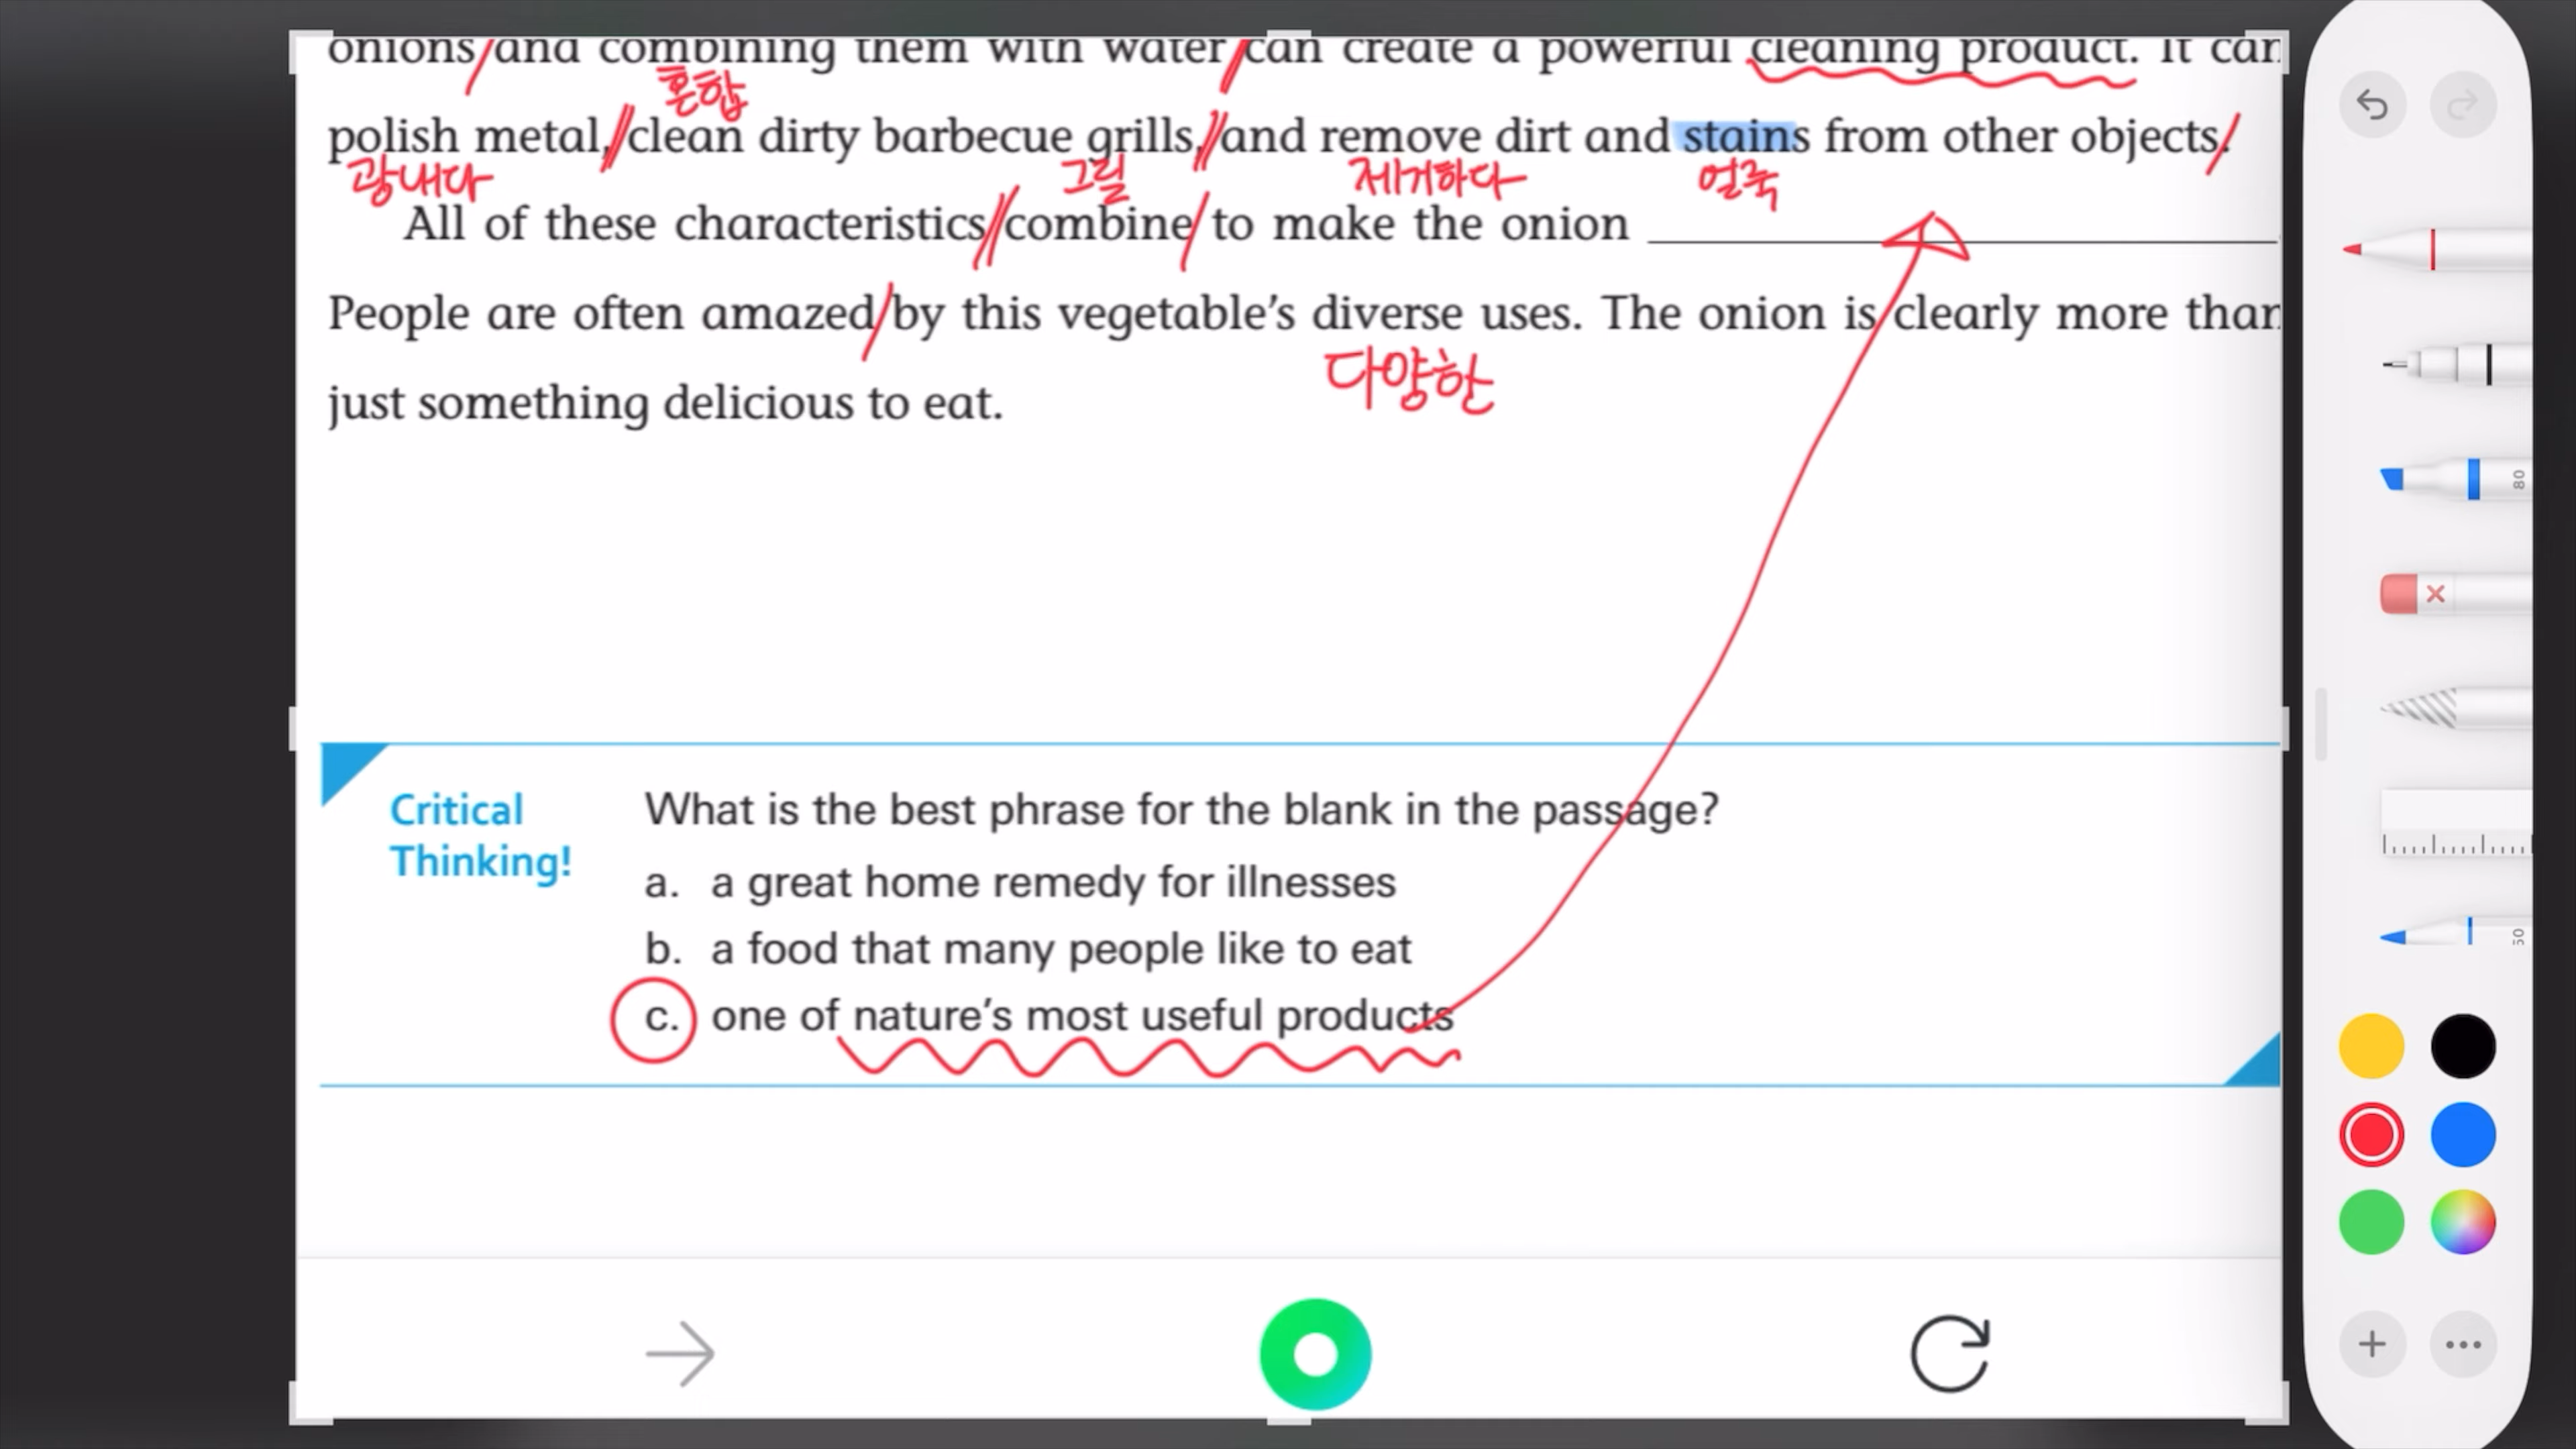 onions and combining them with water can create a powerful cleaning product. It can
혼합
polish metal, clean dirty barbecue grills, and remove dirt and stains from other objects.
광내다 그릴 제거하다 얼룩
All of these characteristics combine to make the onion
People are often amazed by this vegetable's diverse uses. The onion is clearly more than
다양한
just something delicious to eat.
Critical
Thinking!
What is the best phrase for the blank in the passage?
a. a great home remedy for illnesses
b. a food that many people like to eat
c. one of nature's most useful products
80
50